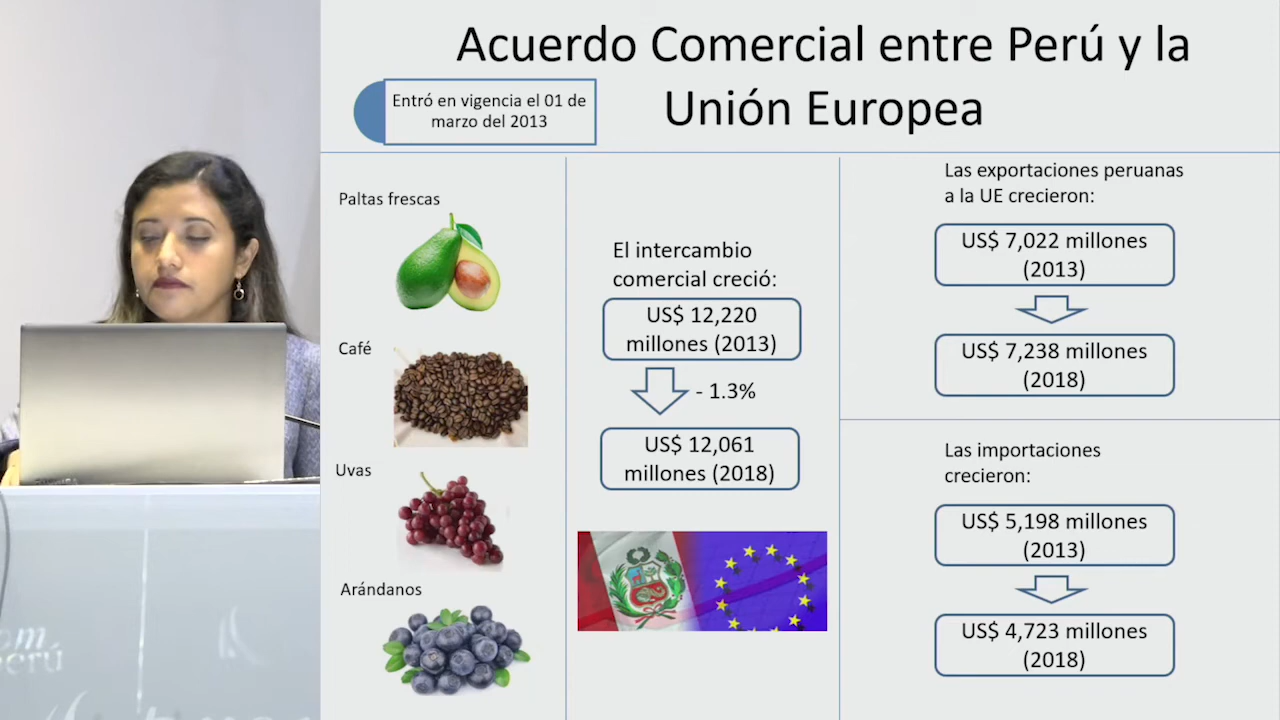 Acuerdo Comercial entre Perú y la
Unión Europea
Entró en vigencia el 01 de
marzo del 2013
Paltas frescas
Café
Uvas
Arándanos
El intercambio
comercial creció:
US$ 12,220
millones (2013)
- 1.3%
US$ 12,061
millones (2018)
Las exportaciones peruanas
a la UE crecieron:
US$ 7,022 millones
(2013)
US$ 7,238 millones
(2018)
Las importaciones
crecieron:
US$ 5,198 millones
(2013)
US$ 4,723 millones
(2018)